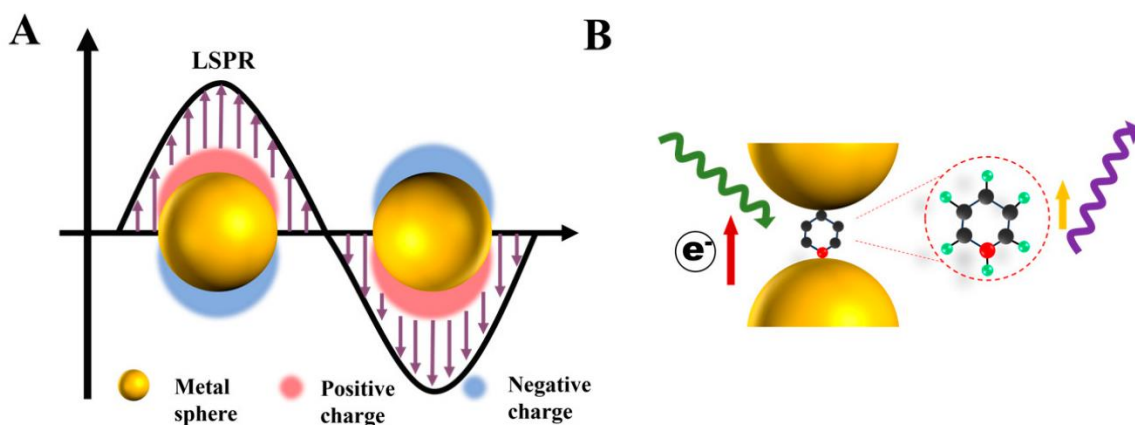 A
LSPR
Metal
sphere
Positive
charge
Negative
charge
B
e⁻